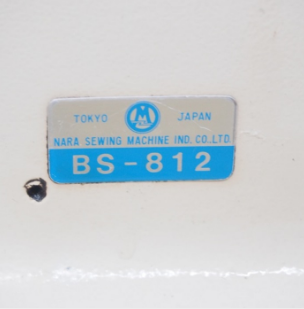 TOKYO JAPAN
NARA SEWING MACHINE IND. CO., LTD.
BS-812